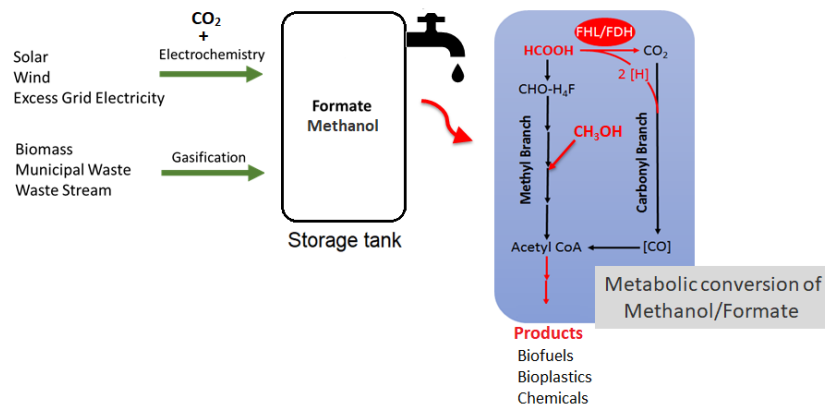 CO₂
+
Electrochemistry
Solar
Wind
Excess Grid Electricity
Biomass
Municipal Waste
Waste Stream
Gasification
Formate
Methanol
Storage tank
FHL/FDH
HCOOH
CO₂
2 [H]
CHO-H₄F
CH₃OH
Methyl Branch
Carbonyl Branch
Acetyl CoA
[CO]
Metabolic conversion of
Methanol/Formate
Products
Biofuels
Bioplastics
Chemicals